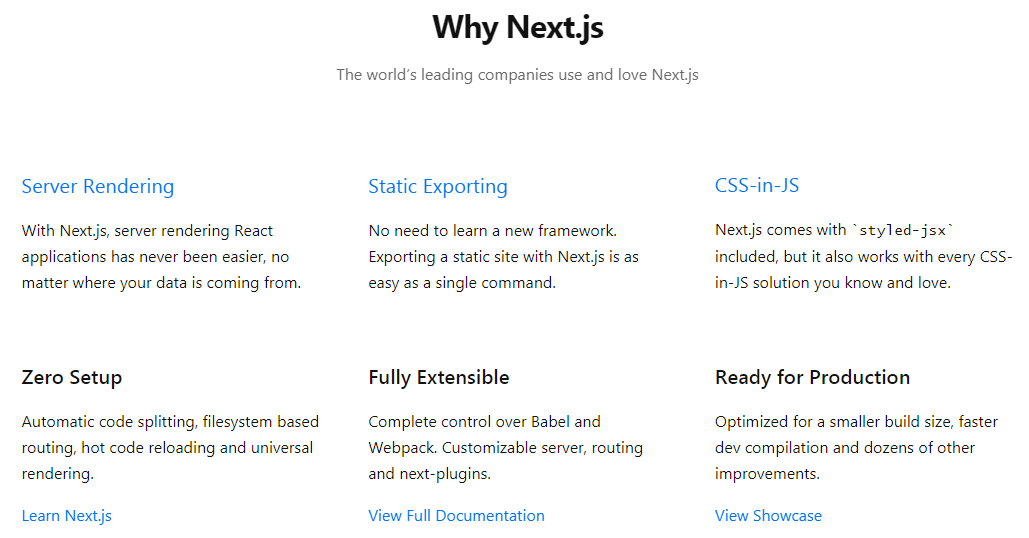 Why Next.js
The world's leading companies use and love Next.js
Server Rendering
With Next.js, server rendering React
applications has never been easier, no
matter where your data is coming from.
Static Exporting
No need to learn a new framework.
Exporting a static site with Next.js is as
easy as a single command.
CSS-in-JS
Next.js comes with `styled-jsx`
included, but it also works with every CSS-
in-JS solution you know and love.
Zero Setup
Automatic code splitting, filesystem based
routing, hot code reloading and universal
rendering.
Learn Next.js
Fully Extensible
Complete control over Babel and
Webpack. Customizable server, routing
and next-plugins.
View Full Documentation
Ready for Production
Optimized for a smaller build size, faster
dev compilation and dozens of other
improvements.
View Showcase